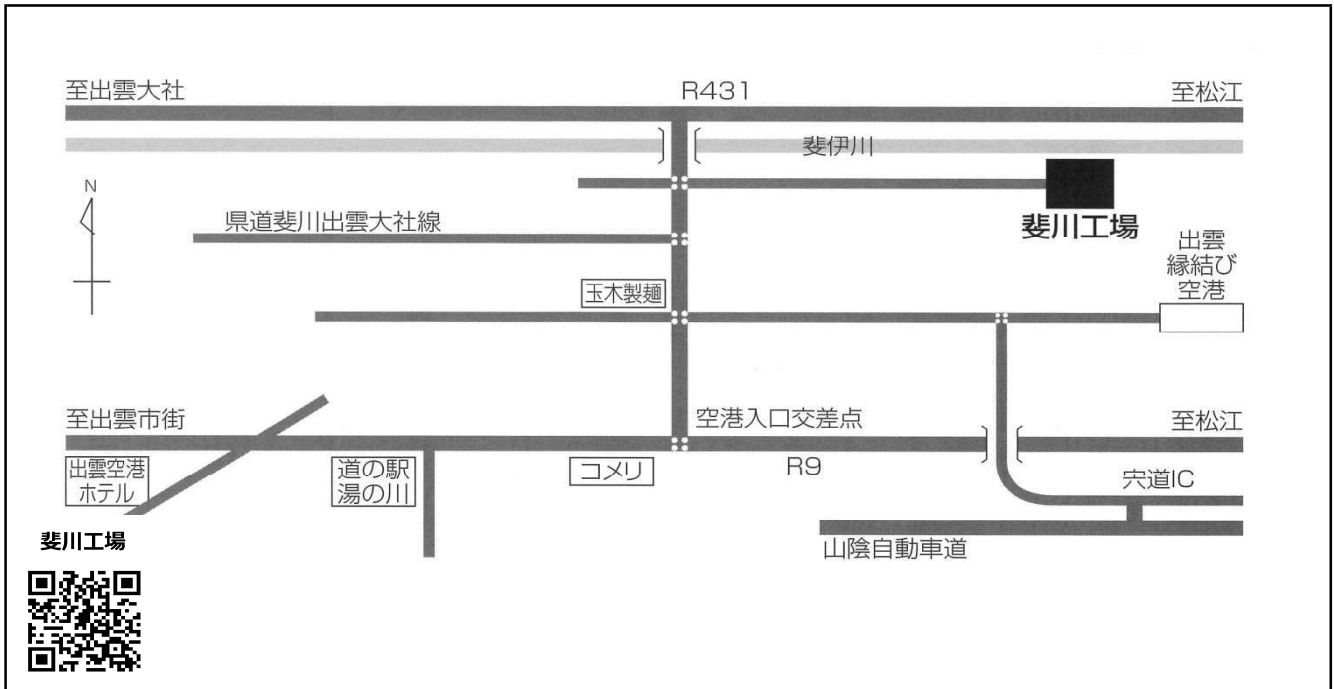 至出雲大社
R431
至松江
斐伊川
N
県道斐川出雲大社線
斐川工場
出雲
縁結び
空港
玉木製麺
至出雲市街
空港入口交差点
至松江
出雲空港
ホテル
道の駅
湯の川
コメリ
R9
宍道IC
山陰自動車道
斐川工場